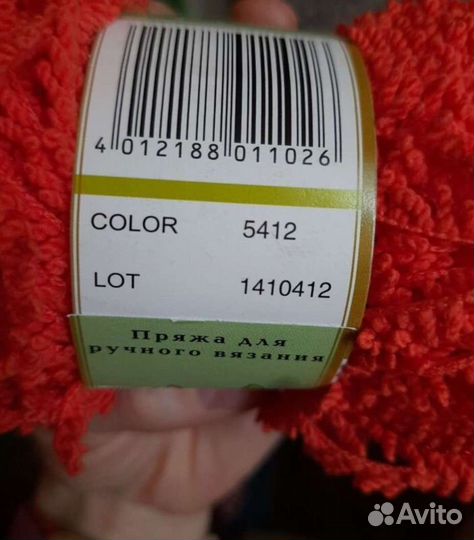 4 012188 011026
COLOR 5412
LOT 1410412
Пряжа для
ручного вязания
Avito